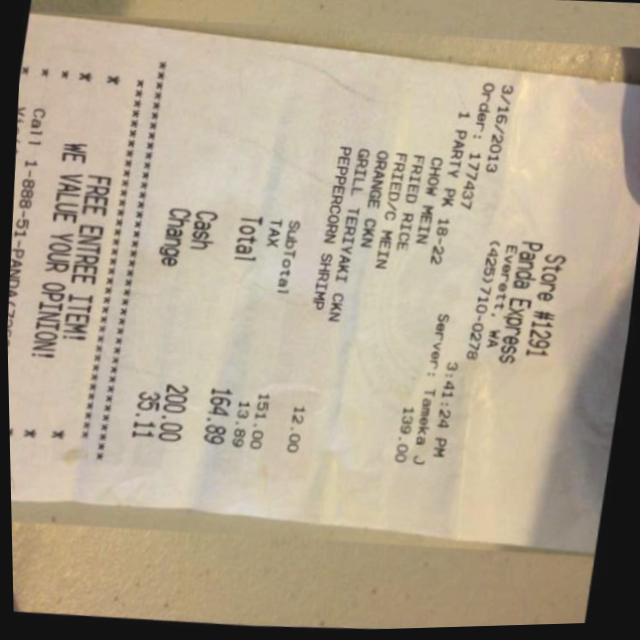 Store #1291
Panda Express
Everett, WA
(425)710-0278
3/16/2013 3:41:24 PM
Order: 177437 Server: Tameka J
1 PARTY PK 18-22 139.00
CHOW MEIN
FRIED RICE
FRIED/C MEIN
ORANGE CKN
GRILL TERIYAKI CKN
PEPPERCORN SHRIMP 12.00
SubTotal 151.00
TAX 13.89
Total 164.89
Cash 200.00
Change 35.11
****************************************
* FREE ENTREE ITEM!
* WE VALUE YOUR OPINION! *
* Call 1-888-51-PANDA